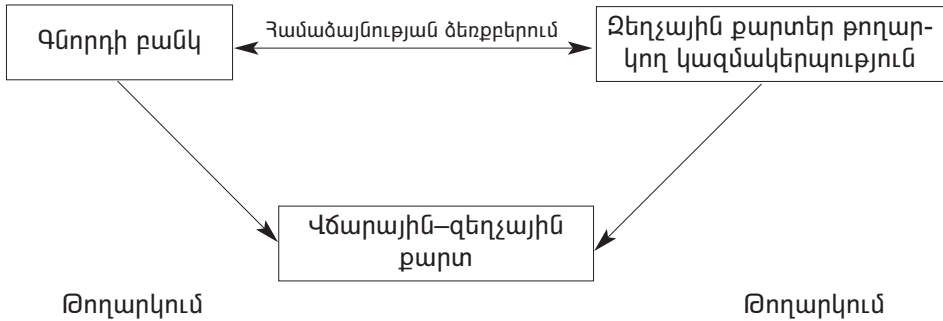 Գնորդի բանկ
Համաձայնության ձեռքբերում
Զեղչային քարտեր թողար-
կող կազմակերպություն
Վճարային–զեղչային
քարտ
Թողարկում
Թողարկում